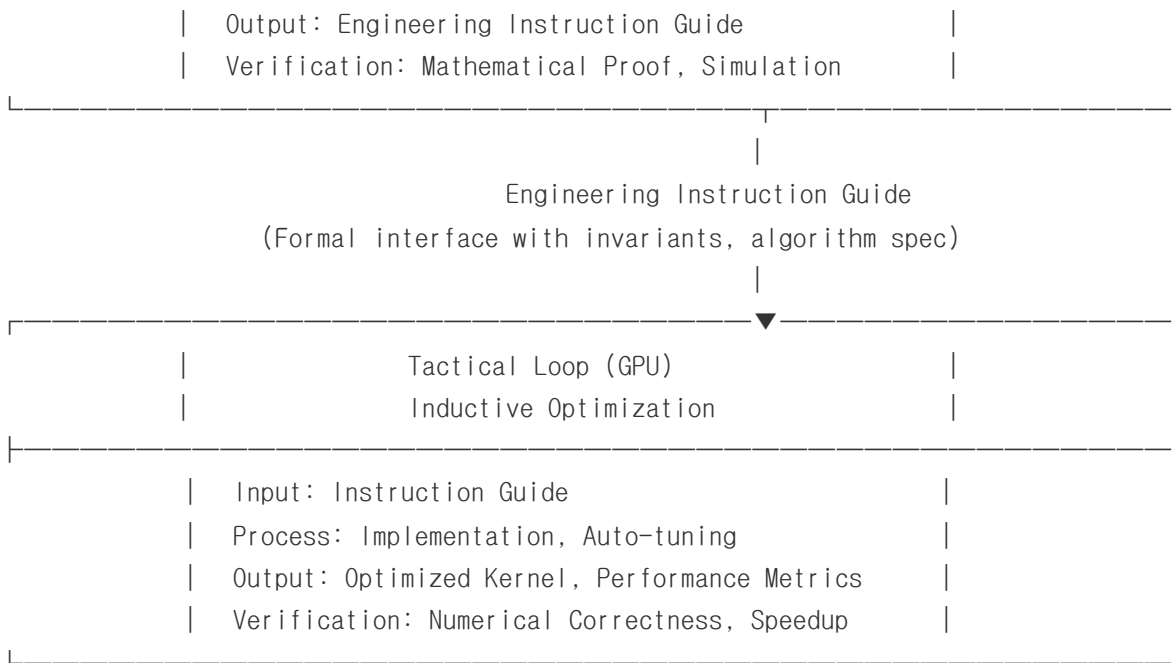 Output: Engineering Instruction Guide
Verification: Mathematical Proof, Simulation
Engineering Instruction Guide
(Formal interface with invariants, algorithm spec)
Tactical Loop (GPU)
Inductive Optimization
Input: Instruction Guide
Process: Implementation, Auto-tuning
Output: Optimized Kernel, Performance Metrics
Verification: Numerical Correctness, Speedup